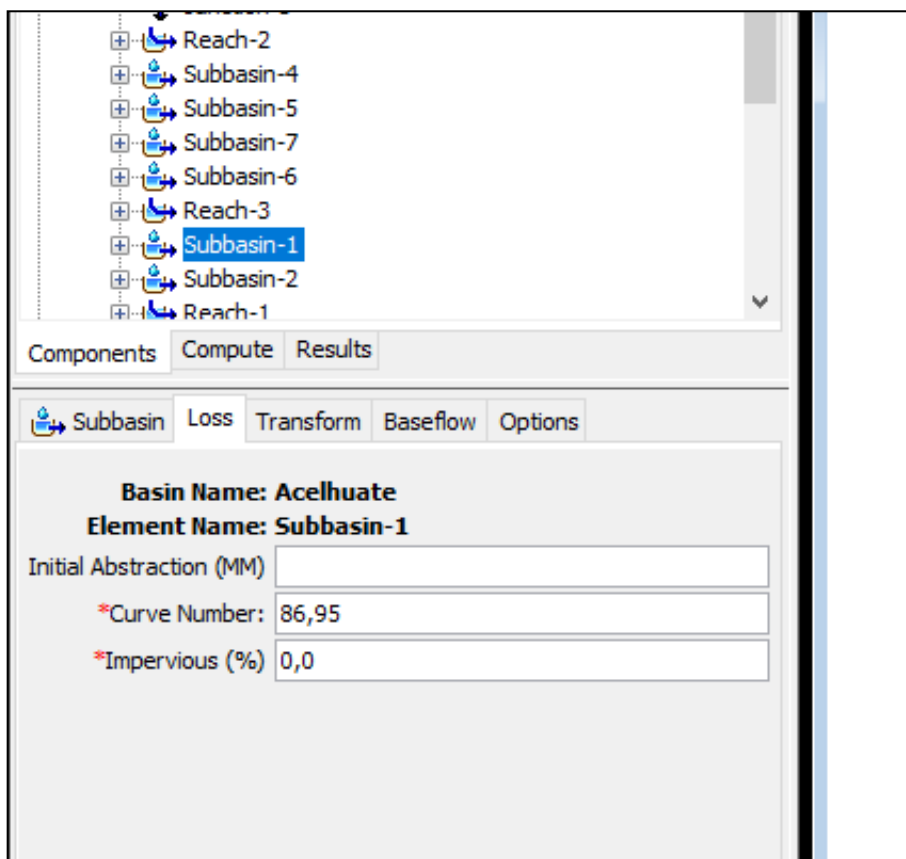 Reach-2
Subbasin-4
Subbasin-5
Subbasin-7
Subbasin-6
Reach-3
Subbasin-1
Subbasin-2
Reach-1
Components Compute Results
Subbasin Loss Transform Baseflow Options
Basin Name: Acelhuate
Element Name: Subbasin-1
Initial Abstraction (MM)
*Curve Number: 86,95
*Impervious (%) 0,0